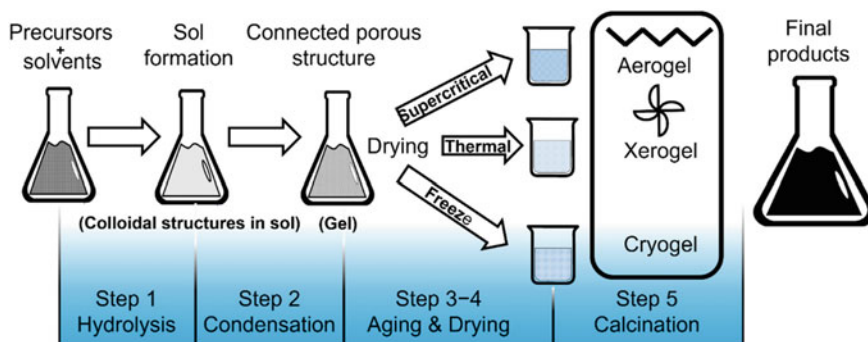 Precursors
+
solvents
Sol
formation
Connected porous
structure
Supercritical
Drying
Thermal
Freeze
Aerogel
Xerogel
Cryogel
Final
products
(Colloidal structures in sol)
(Gel)
Step 1
Hydrolysis
Step 2
Condensation
Step 3–4
Aging & Drying
Step 5
Calcination